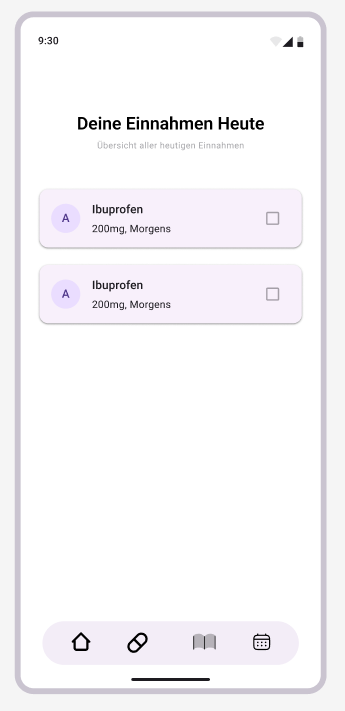 9:30
Deine Einnahmen Heute
Übersicht aller heutigen Einnahmen
A
Ibuprofen
200mg, Morgens
A
Ibuprofen
200mg, Morgens